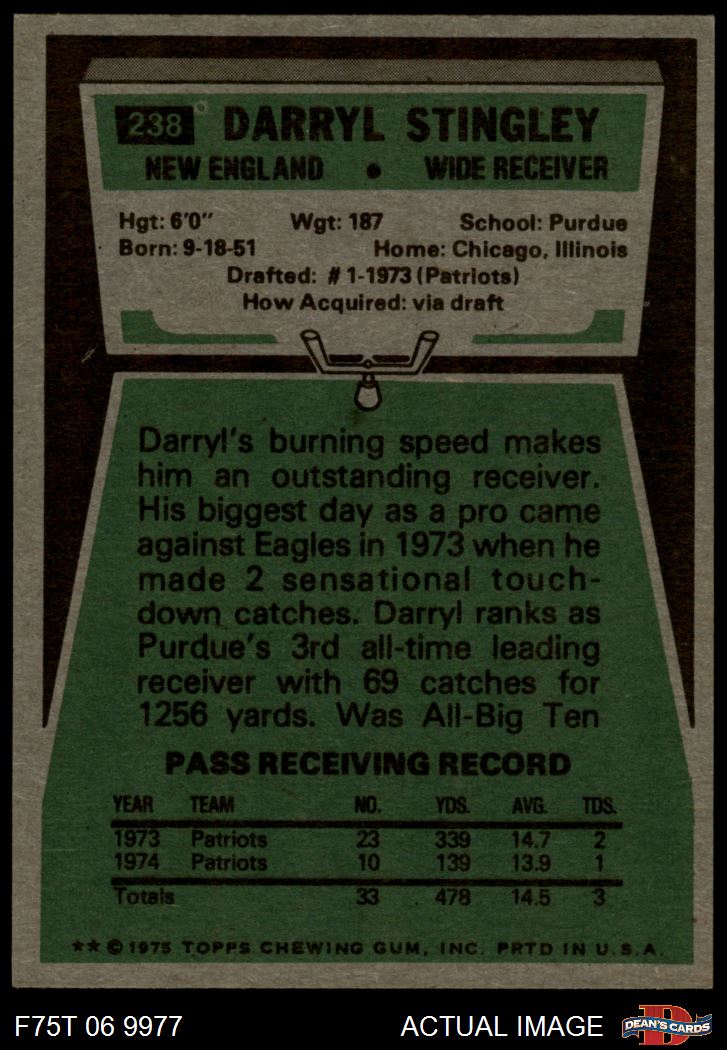 238 DARRYL STINGLEY
NEW ENGLAND • WIDE RECEIVER
Hgt: 6'0" Wgt: 187 School: Purdue
Born: 9-18-51 Home: Chicago, Illinois
Drafted: #1-1973 (Patriots)
How Acquired: via draft
Darryl's burning speed makes
him an outstanding receiver.
His biggest day as a pro came
against Eagles in 1973 when he
made 2 sensational touch-
down catches. Darryl ranks as
Purdue's 3rd all-time leading
receiver with 69 catches for
1256 yards. Was All-Big Ten
PASS RECEIVING RECORD
YEAR TEAM NO. YDS. AVG. TDS.
1973 Patriots 23 339 14.7 2
1974 Patriots 10 139 13.9 1
Totals 33 478 14.5 3
** © 1975 TOPPS CHEWING GUM, INC. PRTD IN U.S.A.
F75T 06 9977 ACTUAL IMAGE D DEAN'S CARDS